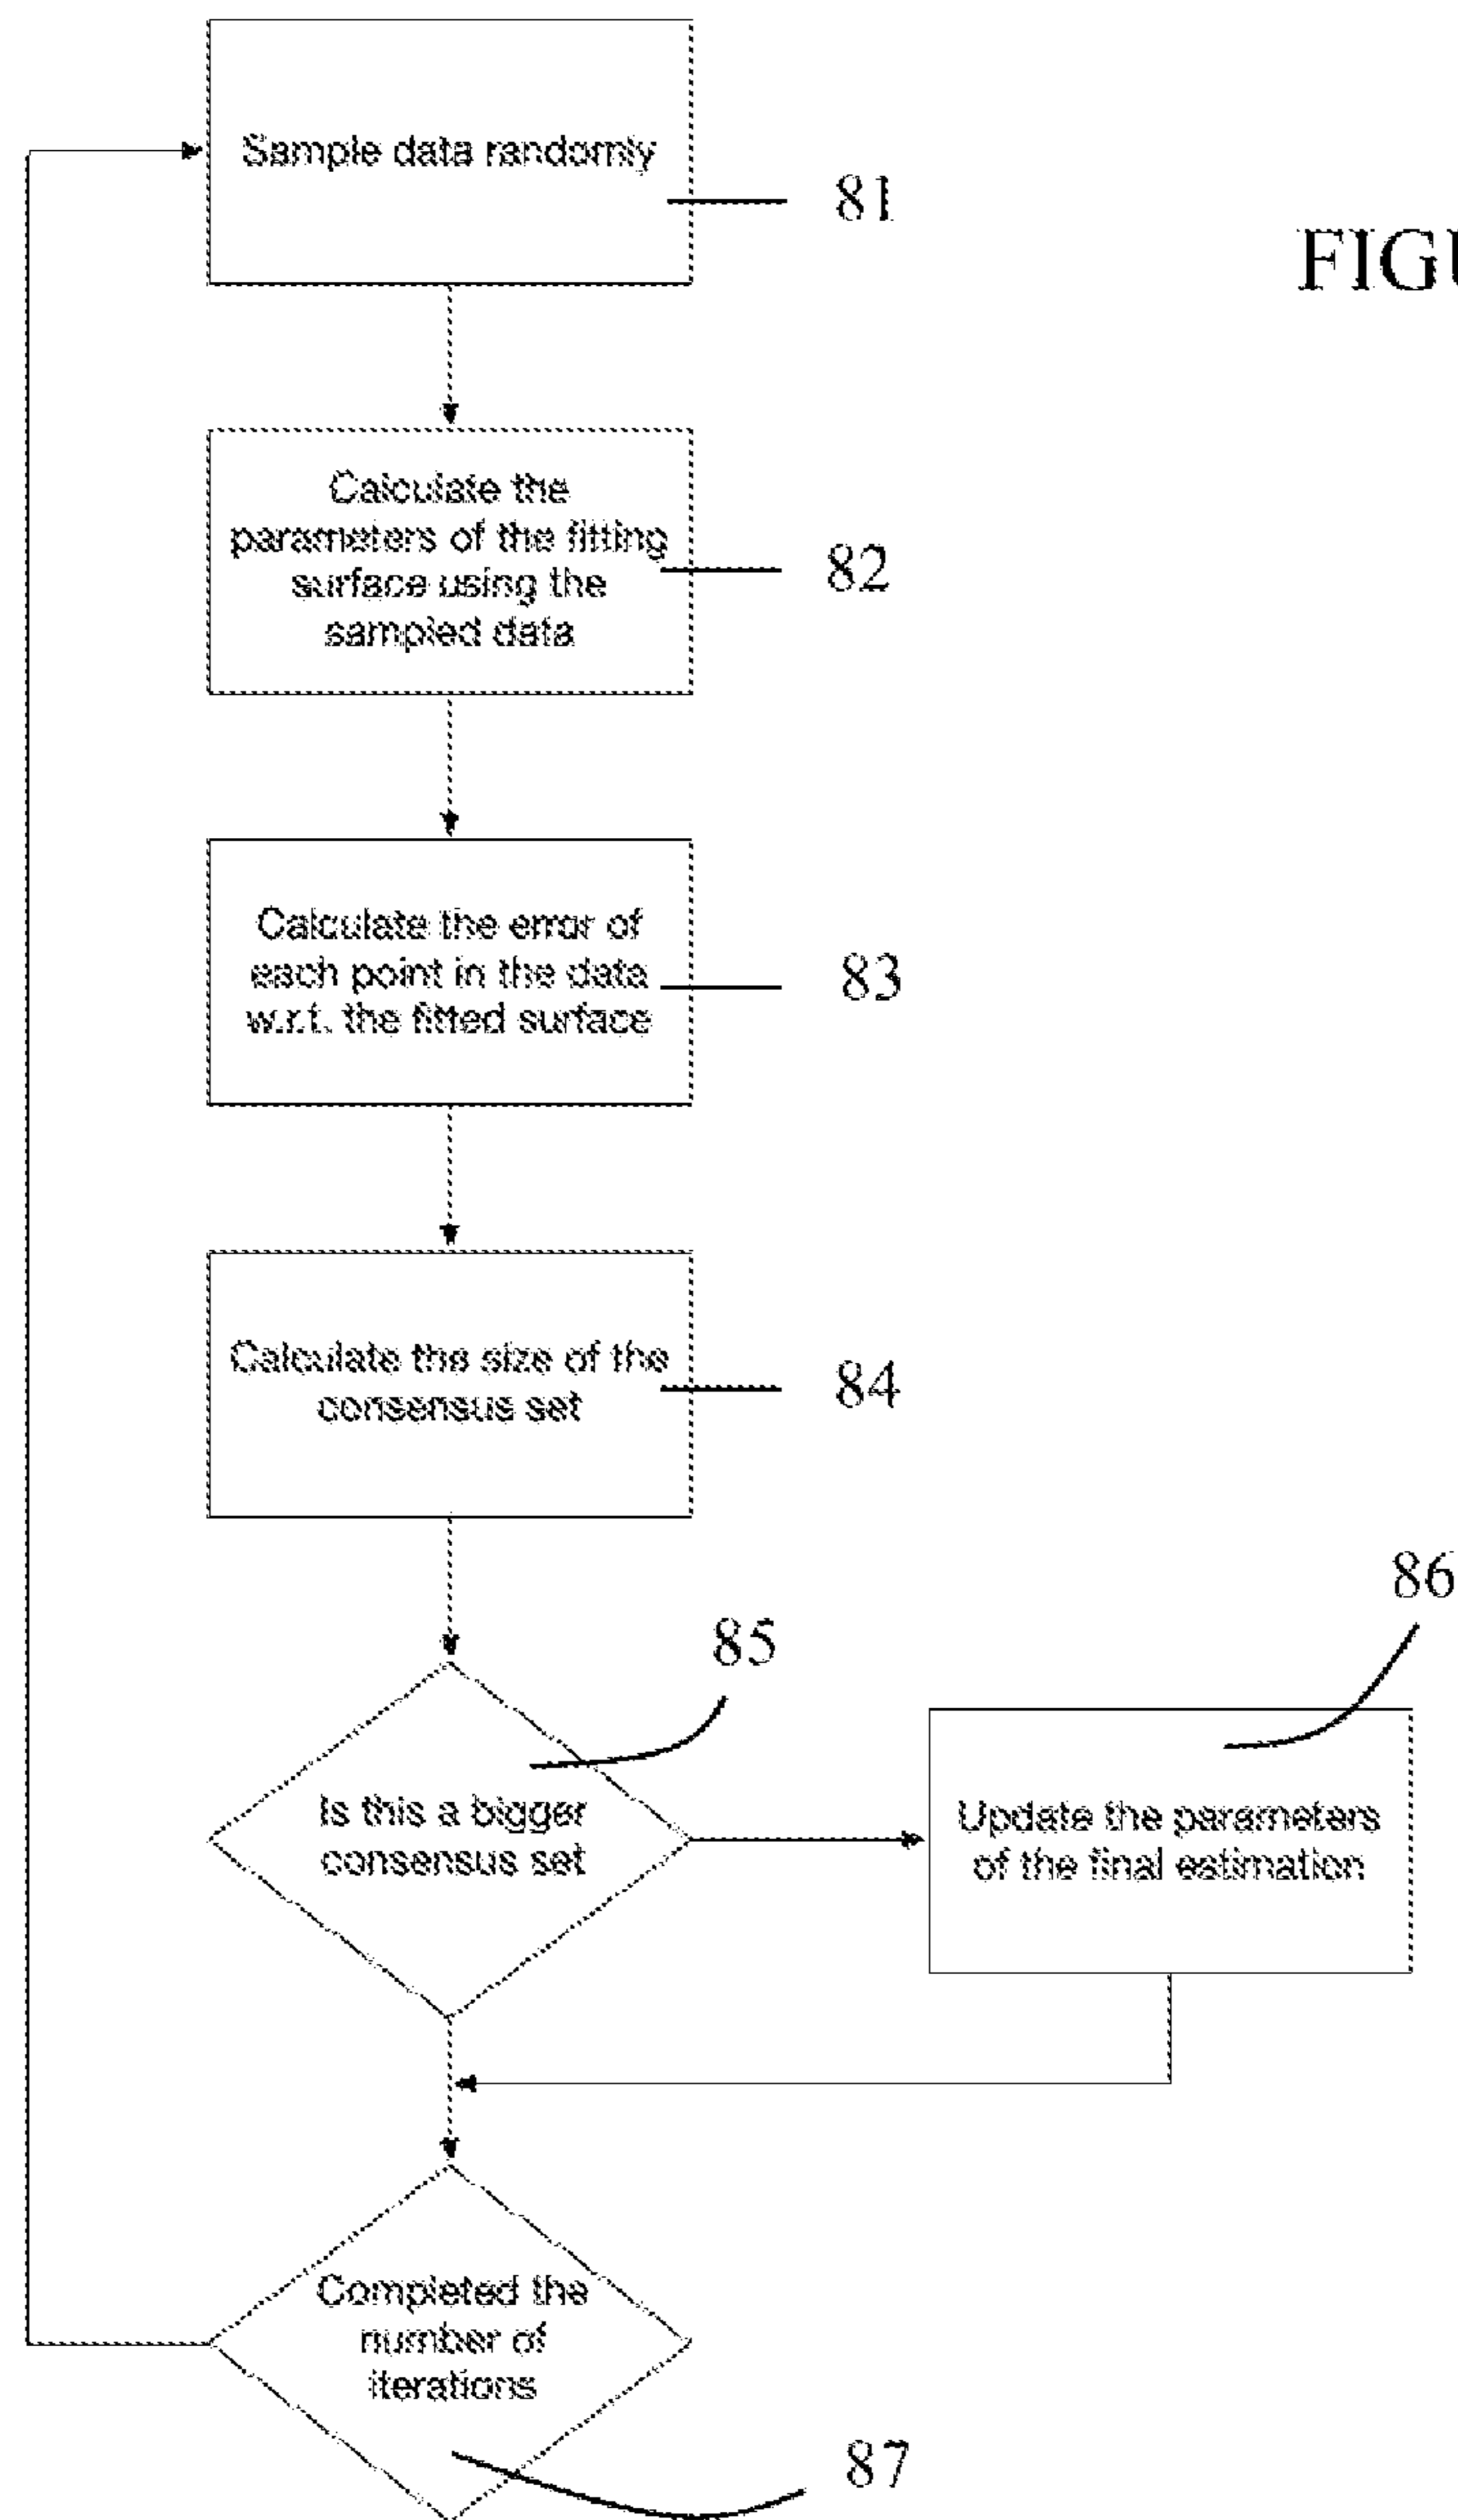 Sample data randomly
81
FIGU
Calculate the
parameters of the fitting
surface using the
sampled data
82
Calculate the error of
each point in the data
w.r.t. the fitted surface
83
Calculate the size of the
consensus set
84
85
86
Is this a bigger
consensus set
Update the parameters
of the final estimation
Completed the
number of
iterations
87